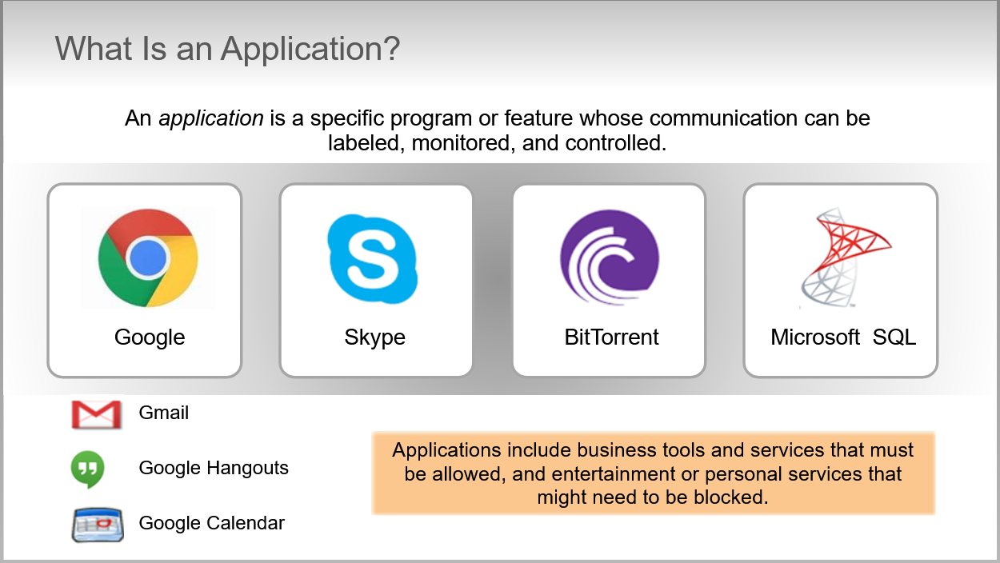 What Is an Application?
An application is a specific program or feature whose communication can be
labeled, monitored, and controlled.
Google
Skype
BitTorrent
Microsoft SQL
Gmail
Google Hangouts
Google Calendar
Applications include business tools and services that must
be allowed, and entertainment or personal services that
might need to be blocked.